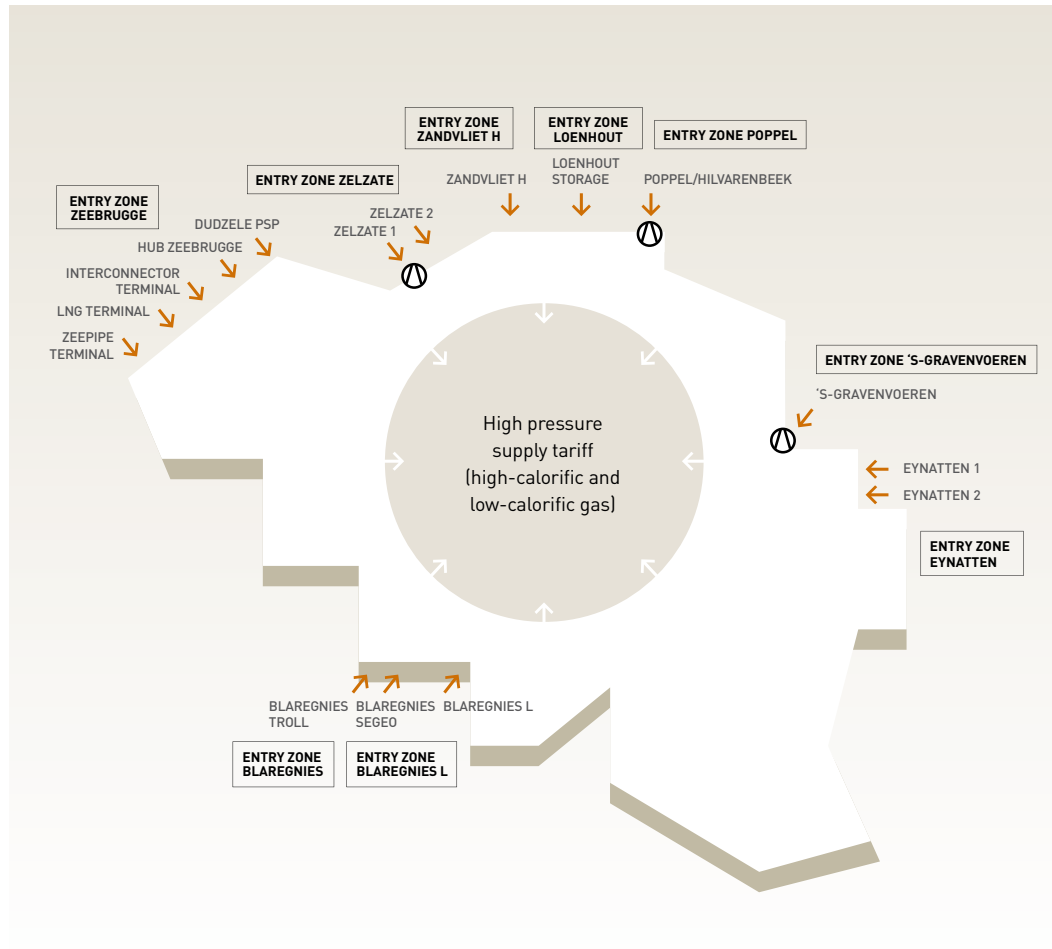 ENTRY ZONE
ZANDVLIET H
ENTRY ZONE
LOENHOUT
ENTRY ZONE POPPEL
ENTRY ZONE ZELZATE
ZANDVLIET H
LOENHOUT
STORAGE
POPPEL/HILVARENBEEK
ENTRY ZONE
ZEEBRUGGE
ZELZATE 2
ZELZATE 1
DUDZELE PSP
HUB ZEEBRUGGE
INTERCONNECTOR
TERMINAL
LNG TERMINAL
ZEEPIPE
TERMINAL
ENTRY ZONE ‘S-GRAVENVOEREN
‘S-GRAVENVOEREN
High pressure
supply tariff
(high-calorific and
low-calorific gas)
EYNATTEN 1
EYNATTEN 2
ENTRY ZONE
EYNATTEN
BLAREGNIES
TROLL
BLAREGNIES
SEGEO
BLAREGNIES L
ENTRY ZONE
BLAREGNIES
ENTRY ZONE
BLAREGNIES L